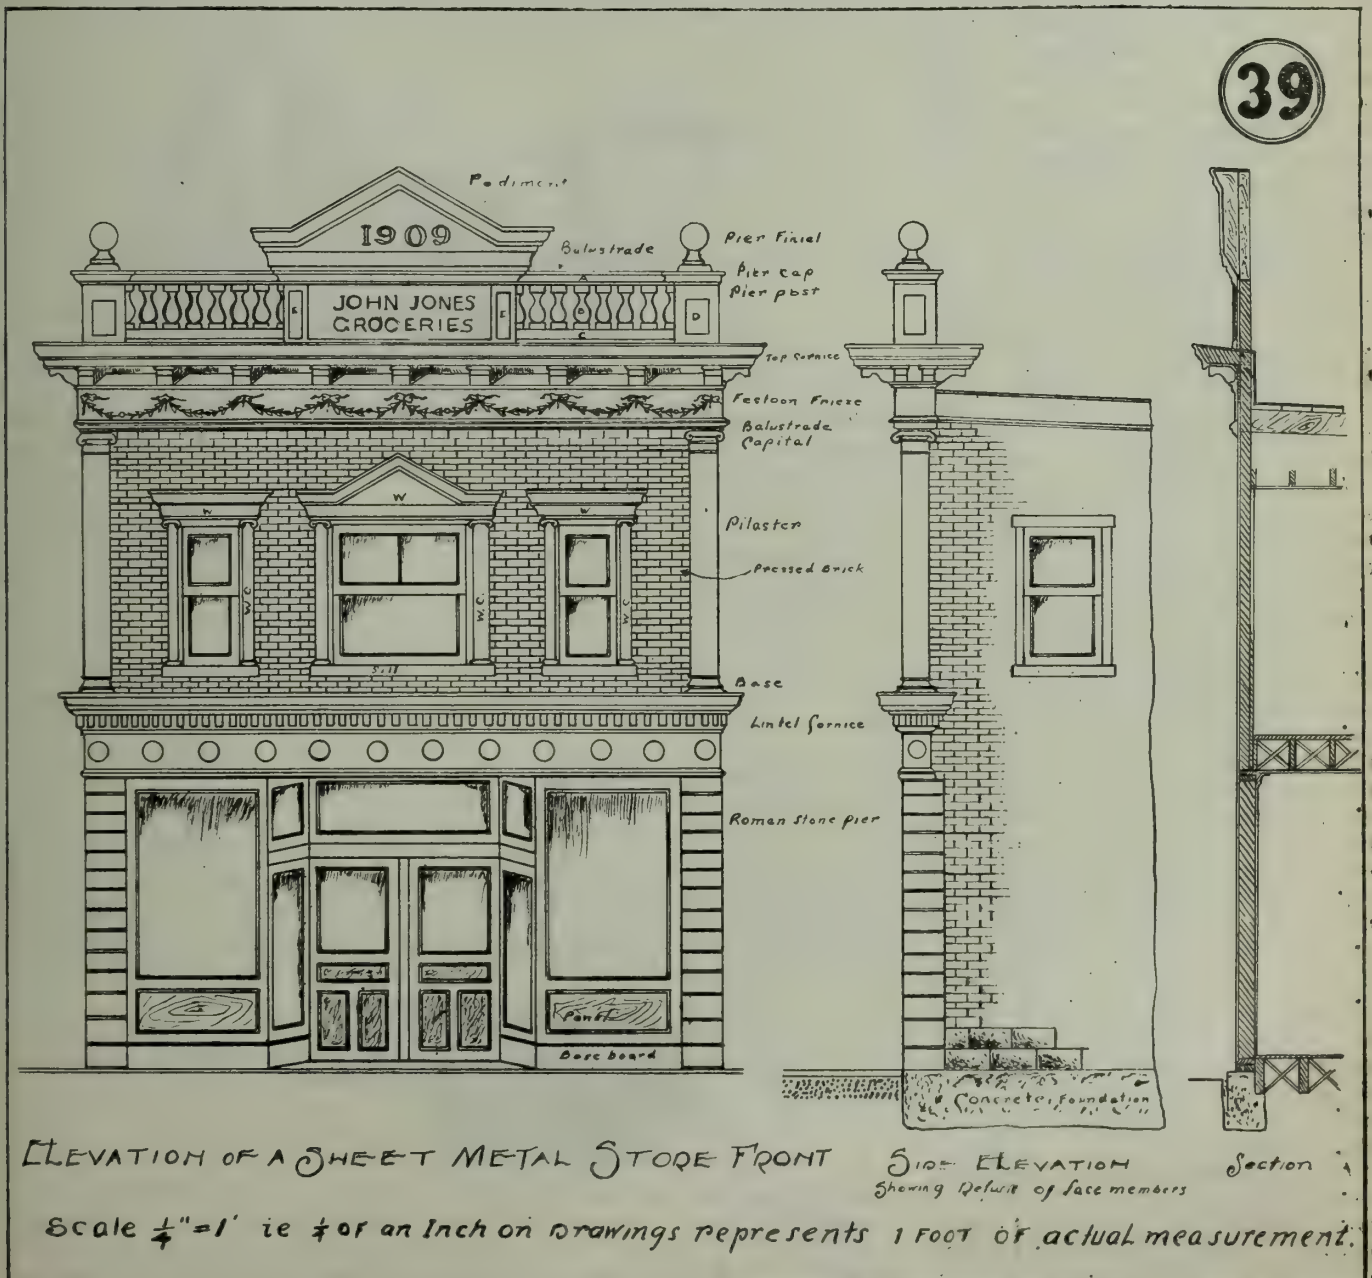 39
Pediment
1909
Balustrade
Pier Finial
Pier cap
Pier post
A
JOHN JONES
GROCERIES
E
E
B
D
C
Top Cornice
Festoon Frieze
Balustrade
Capital
W
W
W
Pilaster
Pressed Brick
W.C.
W.C.
W.C.
Sill
Base
Lintel Cornice
Roman Stone pier
Panel
Base board
Concrete Foundation
ELEVATION OF A SHEET METAL STORE FRONT
SIDE ELEVATION
Showing Return of face members
Section
Scale 1/4" = 1' ie 1/4 OF an Inch on Drawings represents 1 FOOT OF actual measurement.